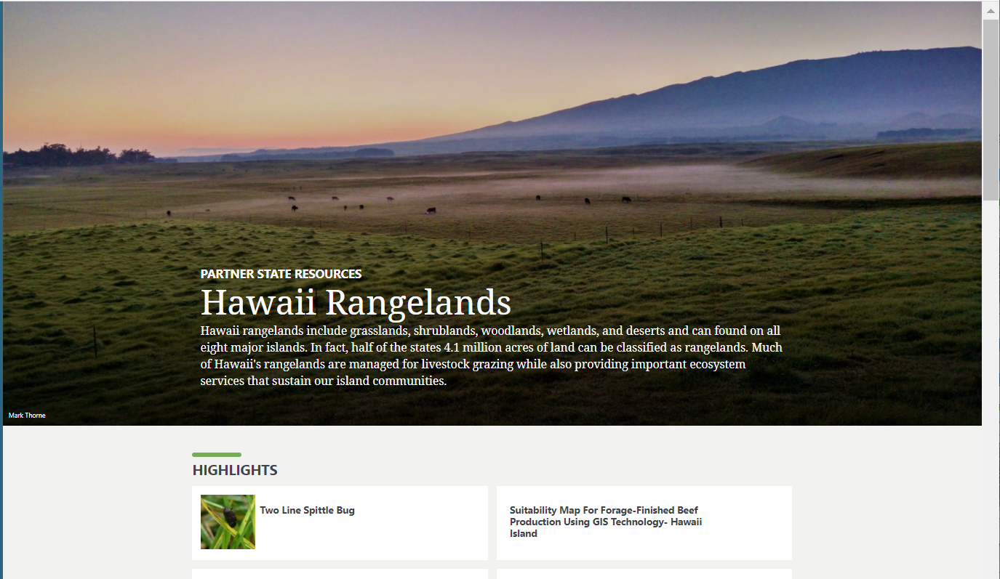 PARTNER STATE RESOURCES
Hawaii Rangelands
Hawaii rangelands include grasslands, shrublands, woodlands, wetlands, and deserts and can found on all
eight major islands. In fact, half of the states 4.1 million acres of land can be classified as rangelands. Much
of Hawaii's rangelands are managed for livestock grazing while also providing important ecosystem
services that sustain our island communities.
Mark Thorne
HIGHLIGHTS
Two Line Spittle Bug
Suitability Map For Forage-Finished Beef
Production Using GIS Technology- Hawaii
Island